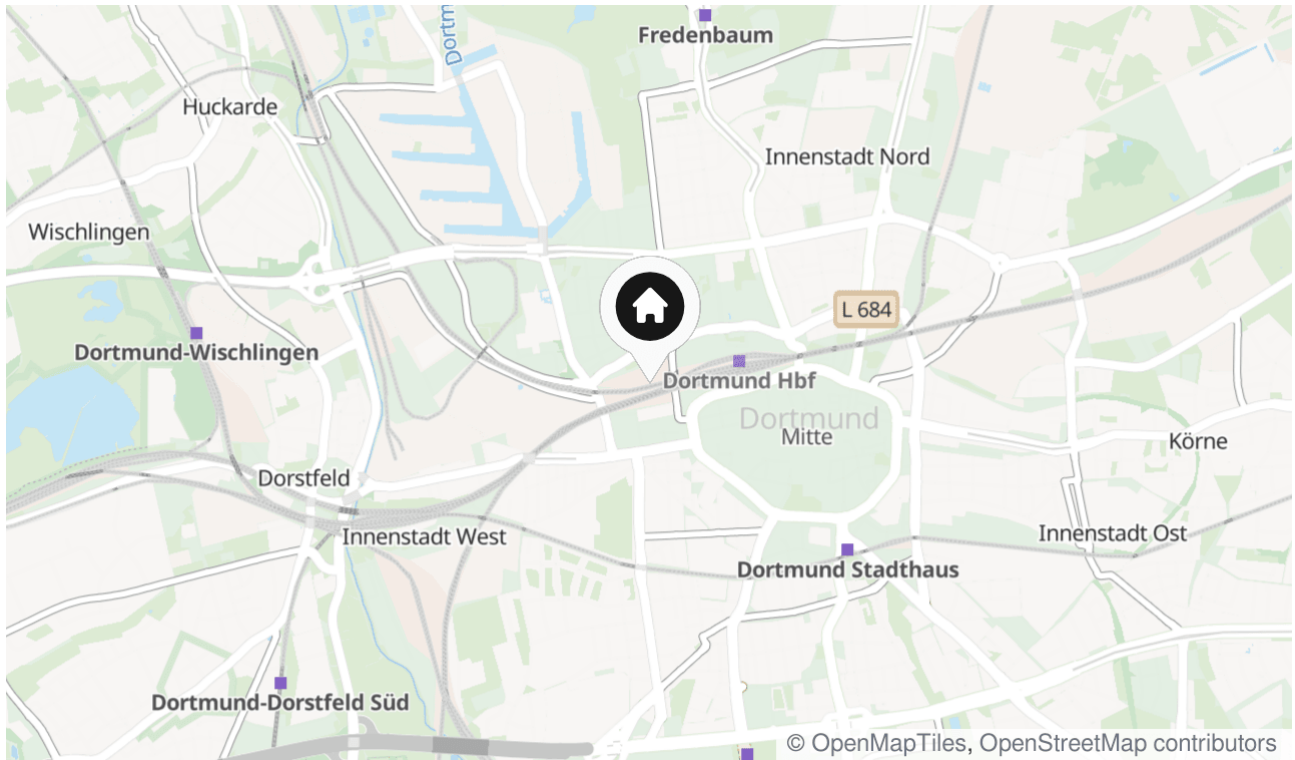 Dortm
Fredenbaum
Huckarde
Innenstadt Nord
Wischlingen
L 684
Dortmund-Wischlingen
Dortmund Hbf
Dortmund
Mitte
Körne
Dorstfeld
Innenstadt West
Innenstadt Ost
Dortmund Stadthaus
Dortmund-Dorstfeld Süd
© OpenMapTiles, OpenStreetMap contributors